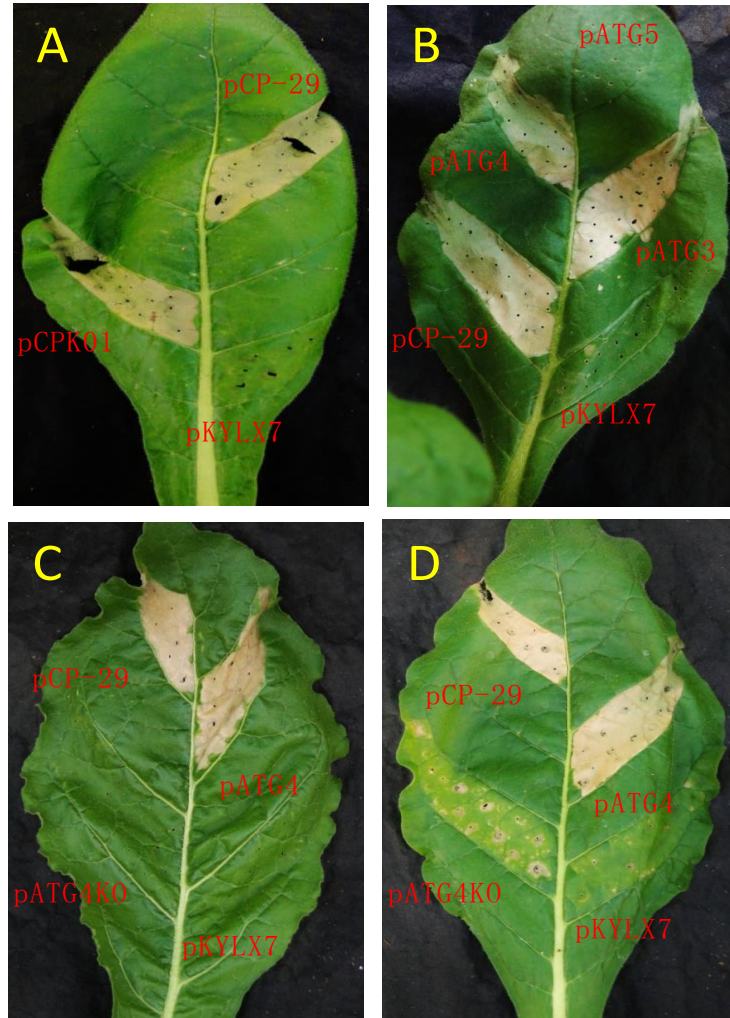 A
pCP-29
pCPKO1
pKYLX7
B
pATG5
pATG4
pATG3
pCP-29
pKYLX7
C
pCP-29
pATG4
pATG4KO
pKYLX7
D
pCP-29
pATG4
pATG4KO
pKYLX7